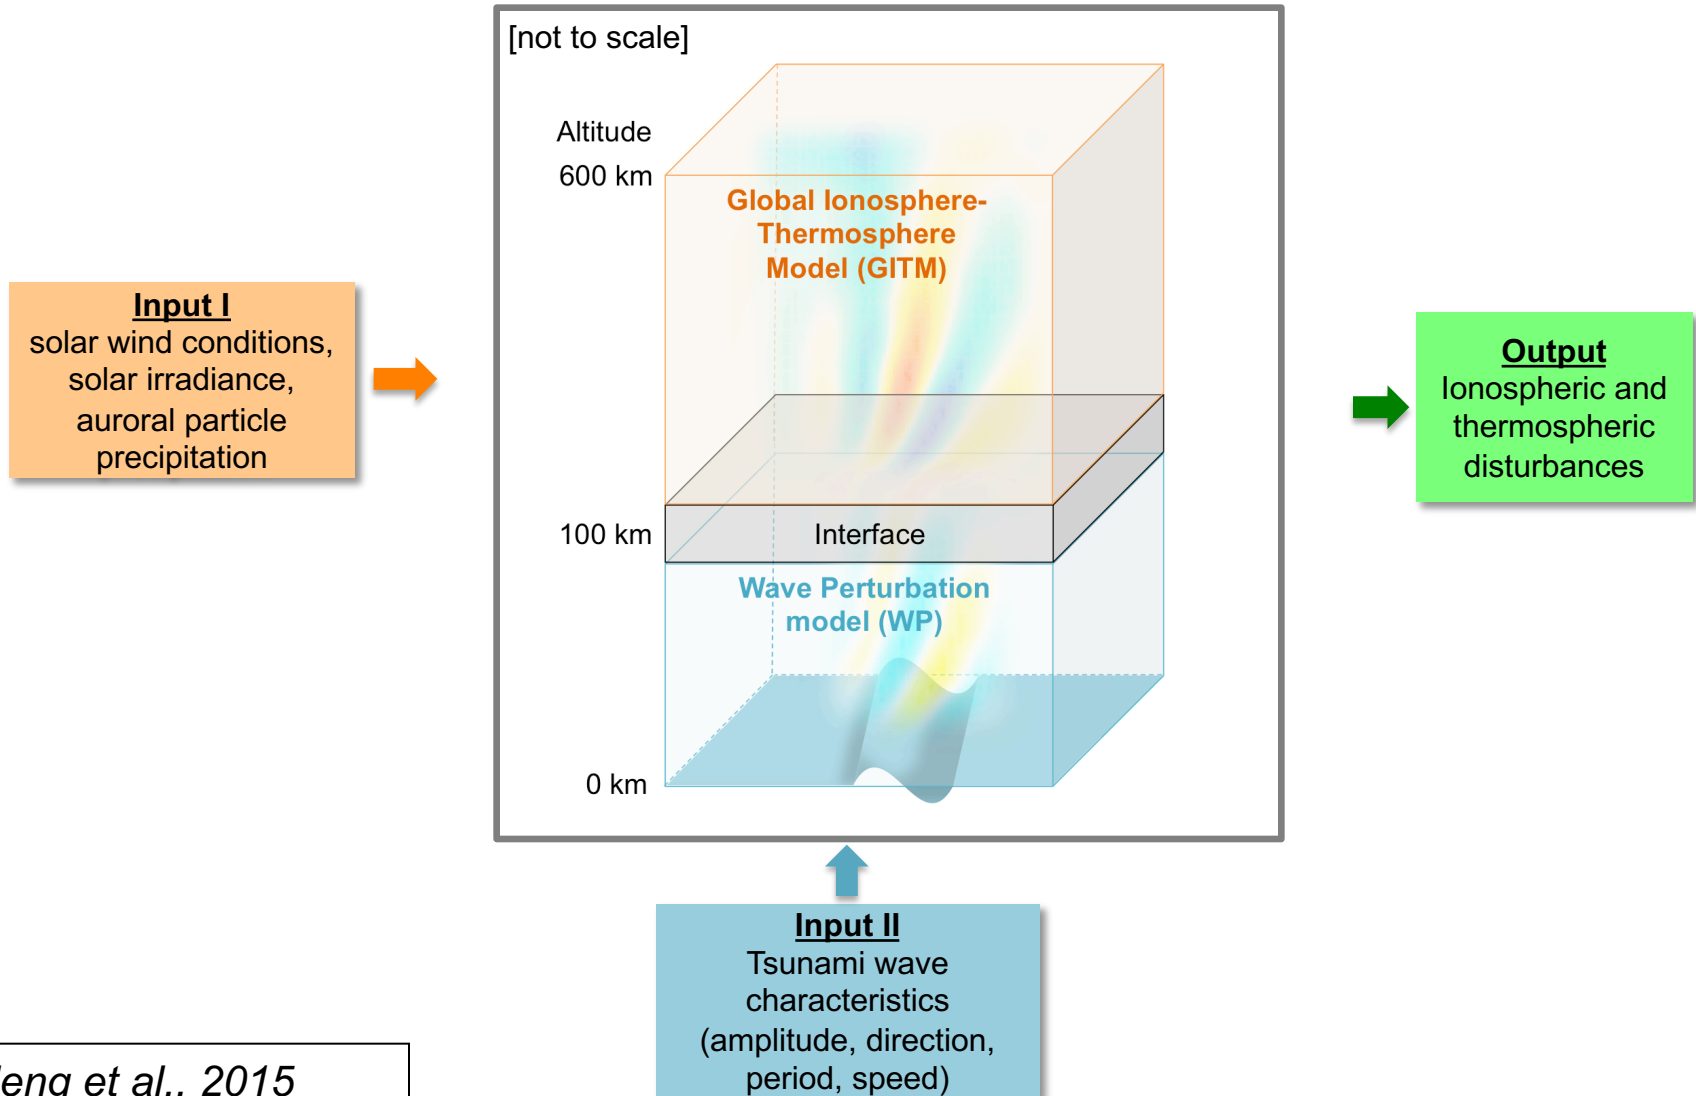 [not to scale]
Altitude
600 km
Global Ionosphere-
Thermosphere
Model (GITM)
Input I
solar wind conditions,
solar irradiance,
auroral particle
precipitation
Output
Ionospheric and
thermospheric
disturbances
100 km
Interface
Wave Perturbation
model (WP)
0 km
Input II
Tsunami wave
characteristics
(amplitude, direction,
period, speed)
et al., 2015